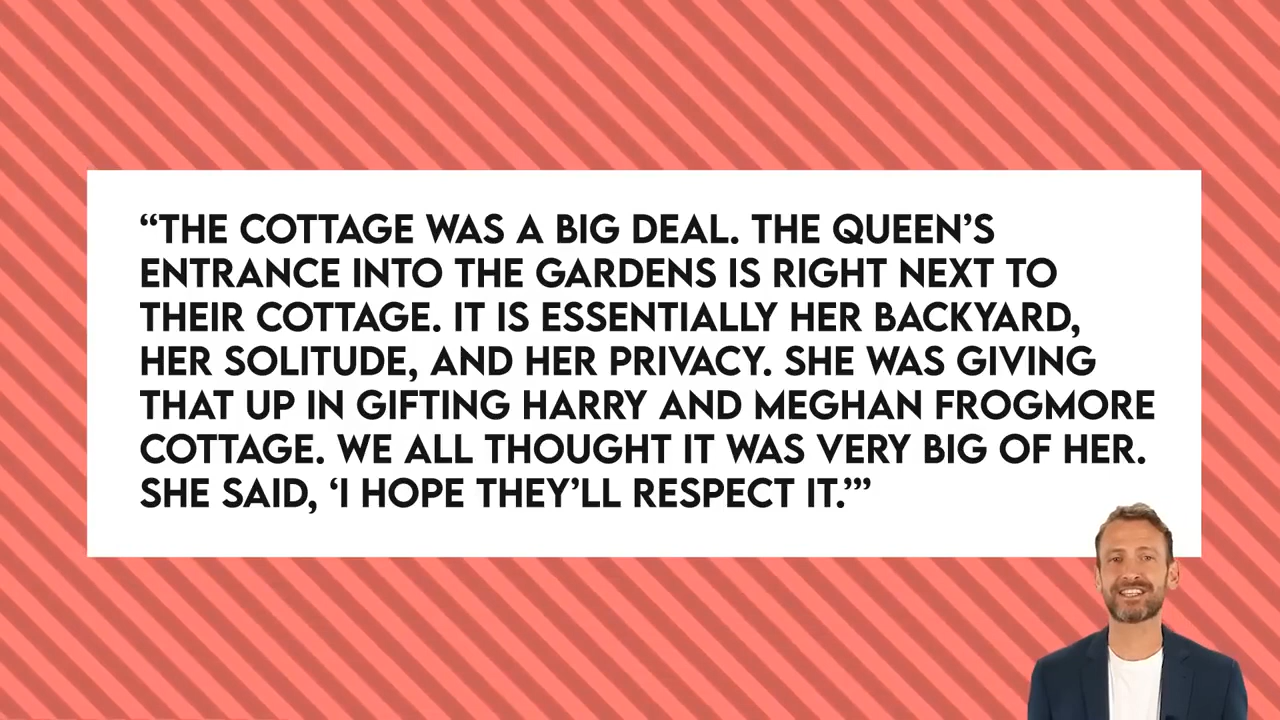 “THE COTTAGE WAS A BIG DEAL. THE QUEEN’S
ENTRANCE INTO THE GARDENS IS RIGHT NEXT TO
THEIR COTTAGE. IT IS ESSENTIALLY HER BACKYARD,
HER SOLITUDE, AND HER PRIVACY. SHE WAS GIVING
THAT UP IN GIFTING HARRY AND MEGHAN FROGMORE
COTTAGE. WE ALL THOUGHT IT WAS VERY BIG OF HER.
SHE SAID, ‘I HOPE THEY’LL RESPECT IT.’”